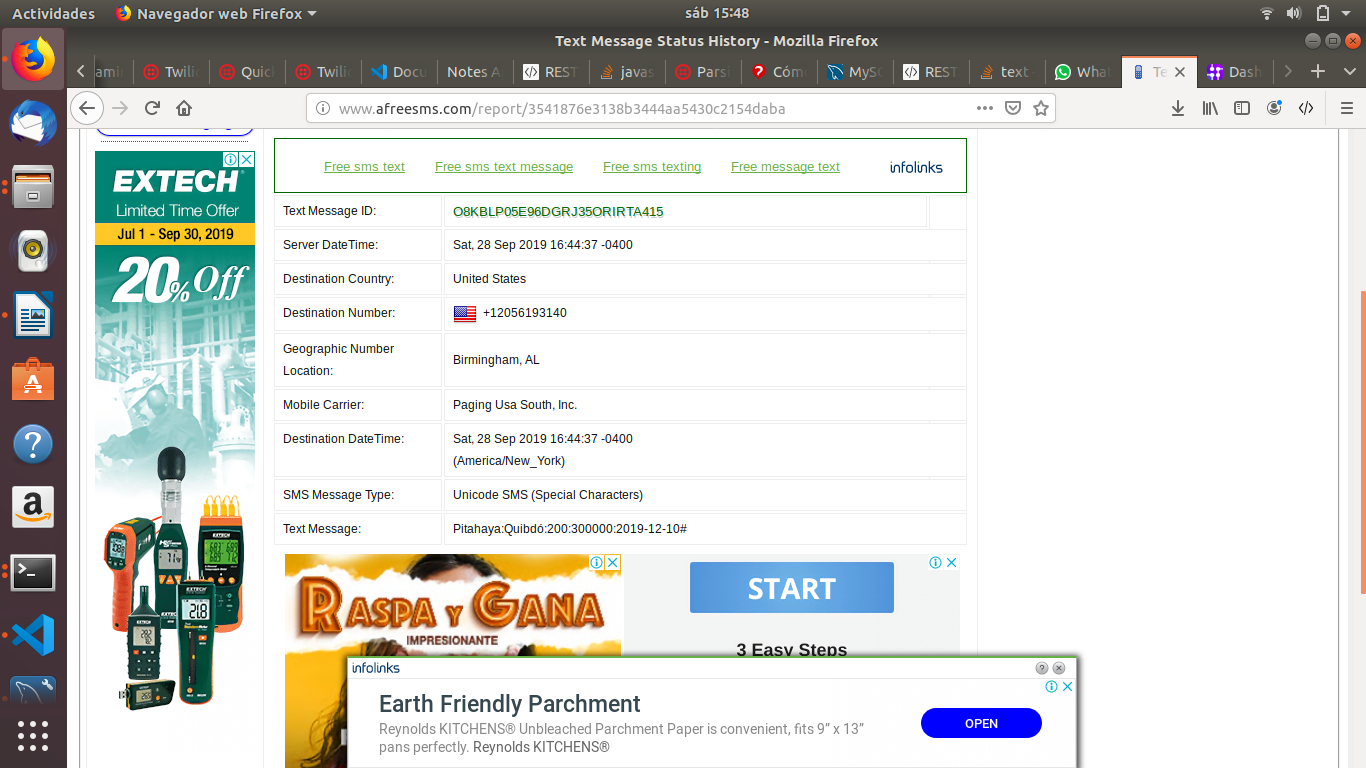 Actividades
Navegador web Firefox
sáb 15:48
Text Message Status History - Mozilla Firefox
Twilio
Quick
Twilio
Docu
Notes A
REST
javas
Parsi
Cómo
MySQ
REST
text
What
Te
Dash
www.afreesms.com/report/3541876e3138b3444aa5430c2154daba
EXTECH
Limited Time Offer
Jul 1 - Sep 30, 2019
20% Off
Free sms text
Free sms text message
Free sms texting
Free message text
infolinks
Text Message ID:
O8KBLP05E96DGRJ35ORIRTA415
Server DateTime:
Sat, 28 Sep 2019 16:44:37 -0400
Destination Country:
United States
Destination Number:
+12056193140
Geographic Number
Location:
Birmingham, AL
Mobile Carrier:
Paging Usa South, Inc.
Destination DateTime:
Sat, 28 Sep 2019 16:44:37 -0400
(America/New_York)
SMS Message Type:
Unicode SMS (Special Characters)
Text Message:
Pitahaya:Quibdó:200:300000:2019-12-10#
RASPA Y GANA
IMPRESIONANTE
START
3 Easy Steps
infolinks
Earth Friendly Parchment
Reynolds KITCHENS® Unbleached Parchment Paper is convenient, fits 9” x 13”
pans perfectly. Reynolds KITCHENS®
OPEN